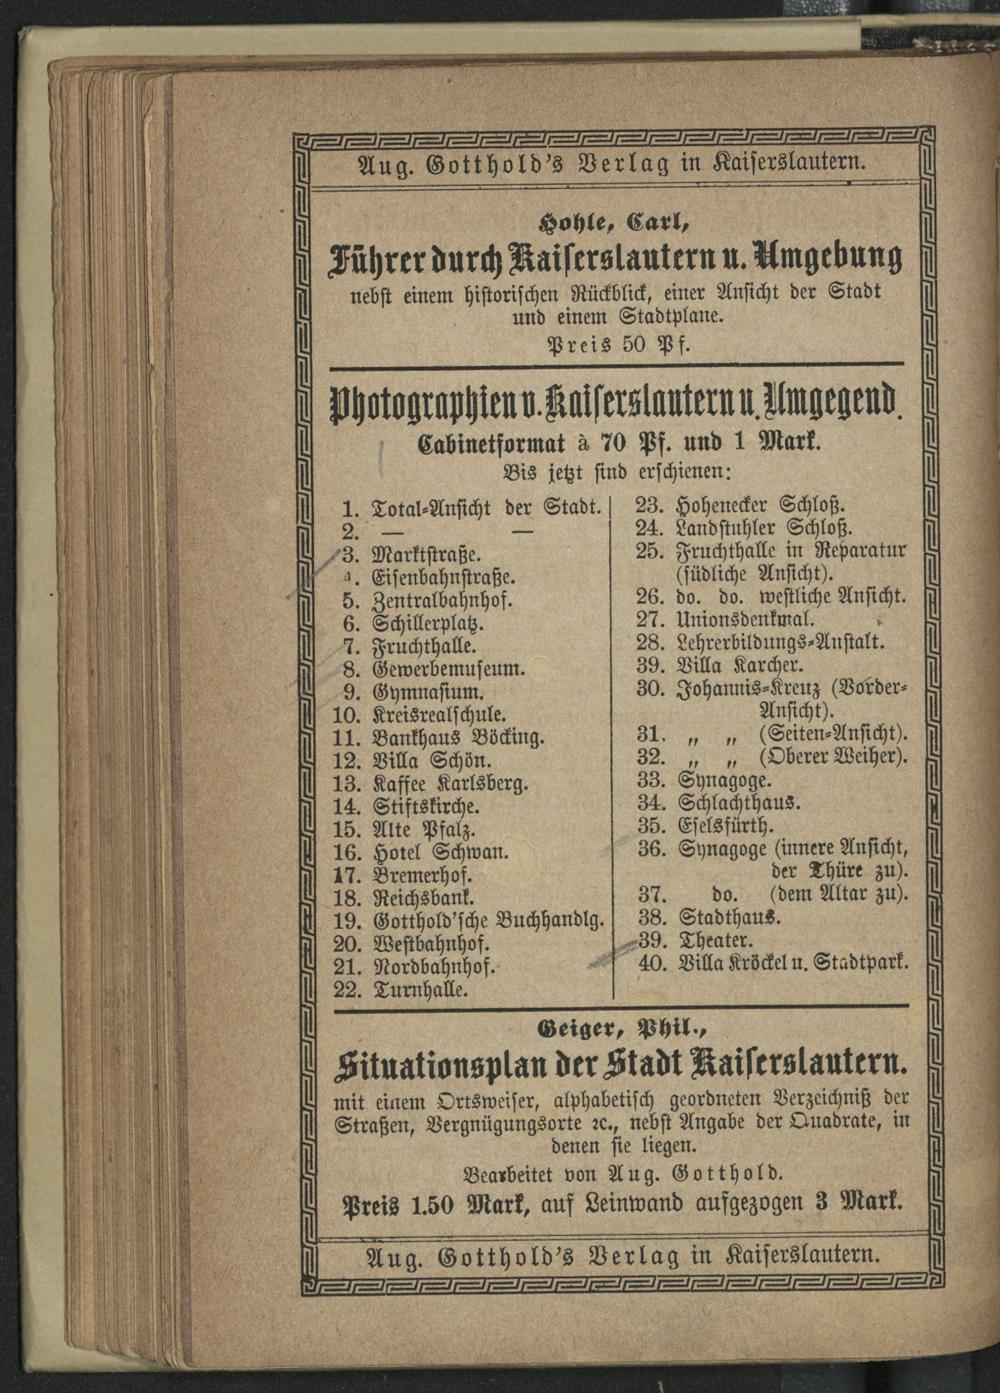 Aug. Gotthold's Verlag in Kaiserslautern.
Hohle, Carl,
Führer durch Kaiserslautern u. Umgebung
nebst einem historischen Rückblick, einer Ansicht der Stadt
und einem Stadtplane.
Preis 50 Pf.
Photographien v. Kaiserslautern u. Umgegend.
Cabinetformat à 70 Pf. und 1 Mark.
Bis jetzt sind erschienen:
1. Total-Ansicht der Stadt.
2. — —
3. Marktstraße.
4. Eisenbahnstraße.
5. Zentralbahnhof.
6. Schillerplatz.
7. Fruchthalle.
8. Gewerbemuseum.
9. Gymnasium.
10. Kreisrealschule.
11. Bankhaus Böcking.
12. Villa Schön.
13. Kaffee Karlsberg.
14. Stiftskirche.
15. Alte Pfalz.
16. Hotel Schwan.
17. Bremerhof.
18. Reichsbank.
19. Gotthold'sche Buchhandlg.
20. Westbahnhof.
21. Nordbahnhof.
22. Turnhalle.
23. Hohenecker Schloß.
24. Landstuhler Schloß.
25. Fruchthalle in Reparatur
(südliche Ansicht).
26. do. do. westliche Ansicht.
27. Unionsdenkmal.
28. Lehrerbildungs-Anstalt.
39. Villa Karcher.
30. Johannis-Kreuz (Vorder-
Ansicht).
31. „ „ (Seiten-Ansicht).
32. „ „ (Oberer Weiher).
33. Synagoge.
34. Schlachthaus.
35. Eselsfürth.
36. Synagoge (innere Ansicht,
der Thüre zu).
37. do. (dem Altar zu).
38. Stadthaus.
39. Theater.
40. Villa Kröckel u. Stadtpark.
Geiger, Phil.,
Situationsplan der Stadt Kaiserslautern.
mit einem Ortsweiser, alphabetisch geordneten Verzeichniß der
Straßen, Vergnügungsorte ꝛc., nebst Angabe der Quadrate, in
denen sie liegen.
Bearbeitet von Aug. Gotthold.
Preis 1.50 Mark, auf Leinwand aufgezogen 3 Mark.
Aug. Gotthold's Verlag in Kaiserslautern.